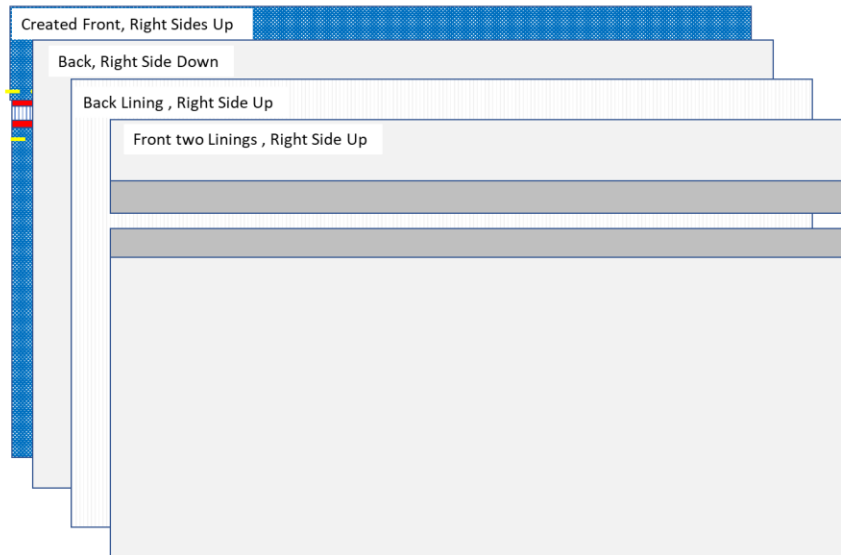 Created Front, Right Sides Up
Back, Right Side Down
Back Lining , Right Side Up
Front two Linings , Right Side Up